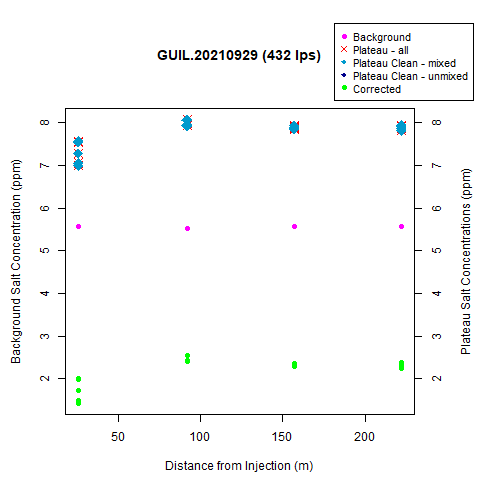 GUIL.20210929 (432 lps)
Background
Plateau - all
Plateau Clean - mixed
Plateau Clean - unmixed
Corrected
Background Salt Concentration (ppm)
8
7
6
5
4
3
2
8
7
6
5
4
3
2
Plateau Salt Concentrations (ppm)
50 100 150 200
Distance from Injection (m)